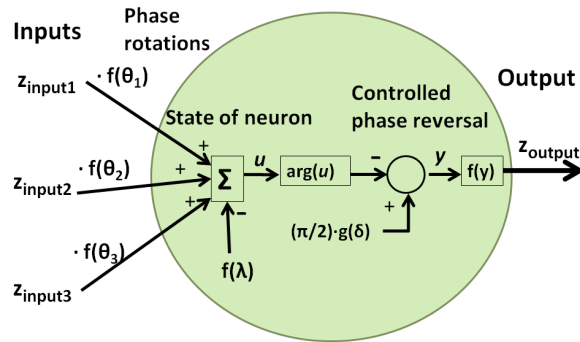 Inputs
Phase
rotations
z_input1
· f(θ₁)
State of neuron
Controlled
phase reversal
Output
z_output
+
+
+
z_input2
· f(θ₂)
Σ
u
arg(u)
−
y
f(y)
−
+
(π/2)·g(δ)
· f(θ₃)
f(λ)
z_input3